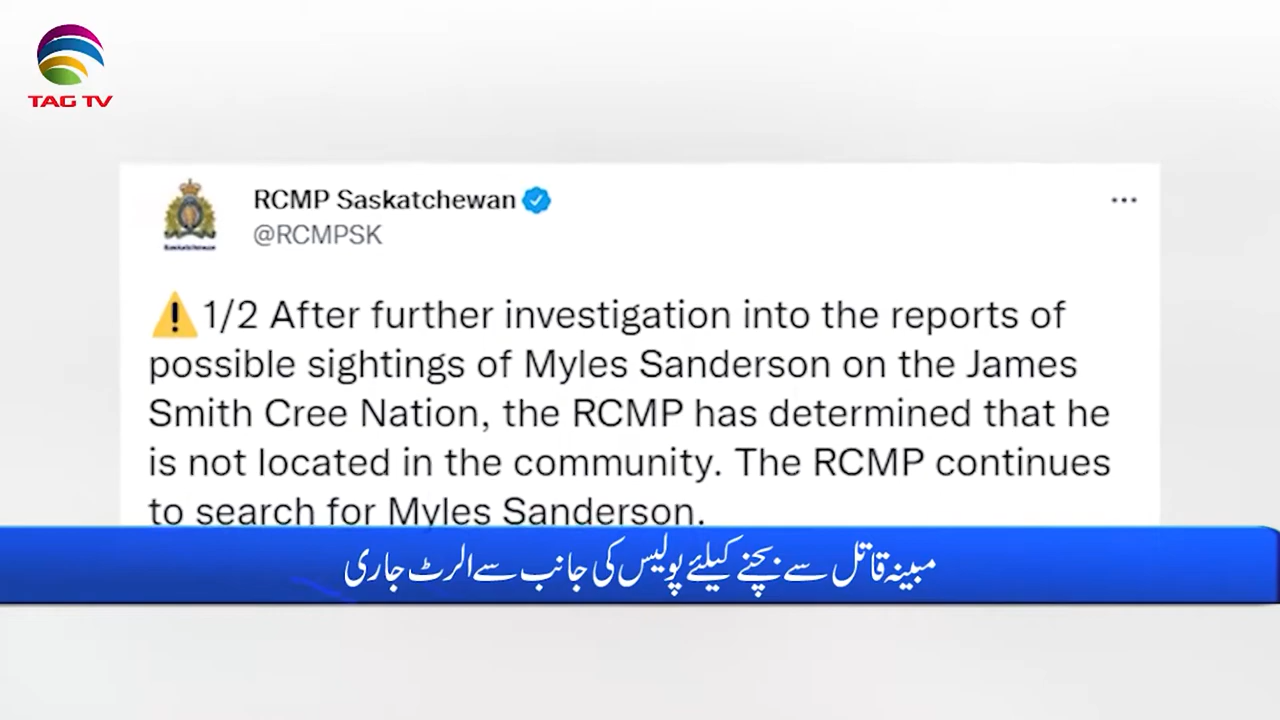 TAG TV
RCMP Saskatchewan
@RCMPSK
Saskatchewan
⚠️1/2 After further investigation into the reports of
possible sightings of Myles Sanderson on the James
Smith Cree Nation, the RCMP has determined that he
is not located in the community. The RCMP continues
to search for Myles Sanderson.
مبینہ قاتل سے بچنے کیلئے پولیس کی جانب سے الرٹ جاری